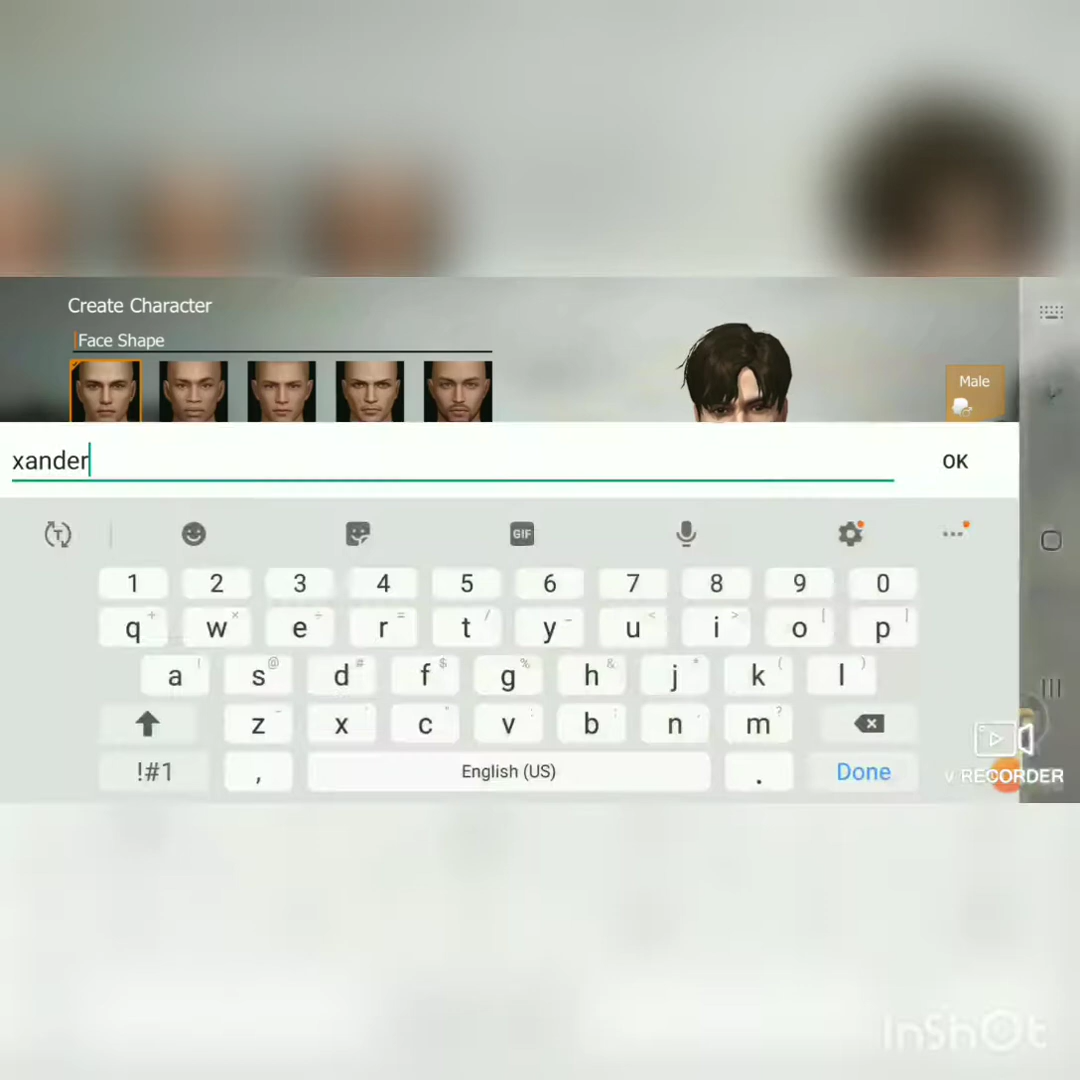 Create Character
Face Shape
Male
xander
OK
T
GIF
1 2 3 4 5 6 7 8 9 0
q w e r t y u i o p
a s d f g h j k l
z x c v b n m
!#1 , English (US) . Done
V RECORDER
InShOt